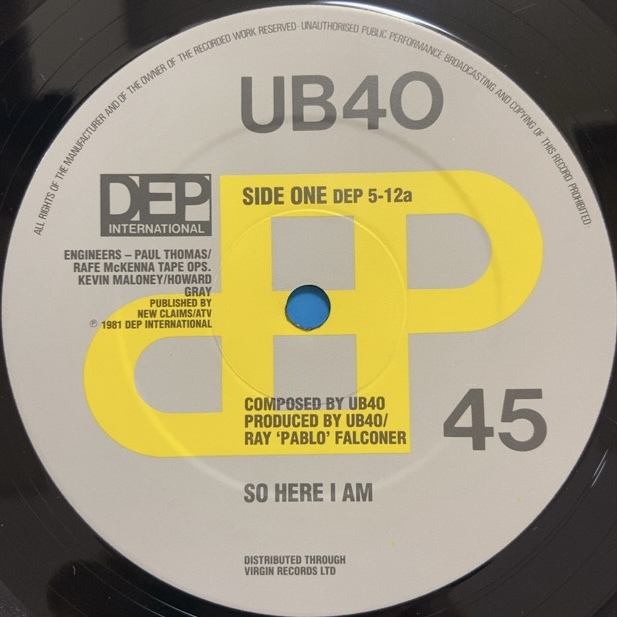 ALL RIGHTS OF THE MANUFACTURER AND OF THE OWNER OF THE RECORDED WORK RESERVED · UNAUTHORISED PUBLIC PERFORMANCE BROADCASTING AND COPYING OF THIS RECORD PROHIBITED ·
UB40
DEP
INTERNATIONAL
SIDE ONE DEP 5-12a
ENGINEERS – PAUL THOMAS/
RAFE McKENNA TAPE OPS.
KEVIN MALONEY/HOWARD
GRAY
PUBLISHED BY
NEW CLAIMS/ATV
℗ 1981 DEP INTERNATIONAL
COMPOSED BY UB40
PRODUCED BY UB40/
RAY ‘PABLO’ FALCONER
45
SO HERE I AM
DISTRIBUTED THROUGH
VIRGIN RECORDS LTD